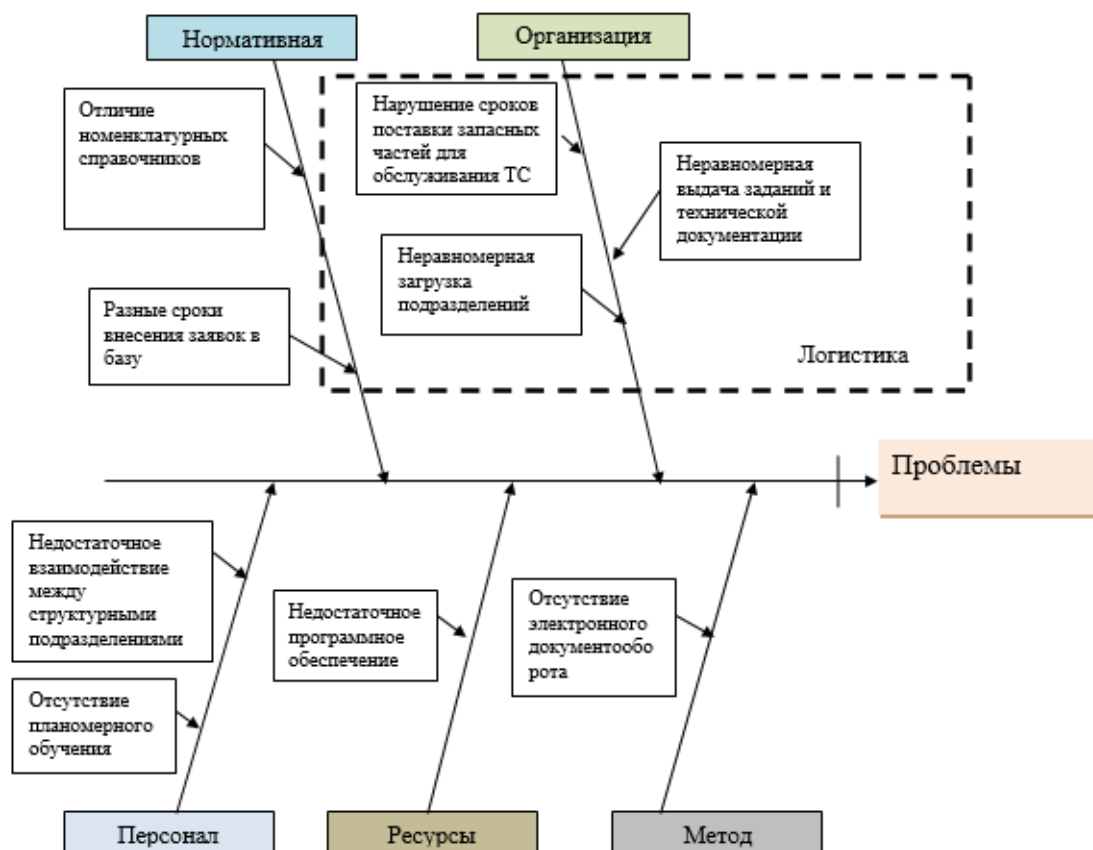 Нормативная
Организация
Отличие
номенклатурных
справочников
Нарушение сроков
поставки запасных
частей для
обслуживания ТС
Неравномерная
выдача заданий и
технической
документации
Неравномерная
загрузка
подразделений
Разные сроки
внесения заявок в
базу
Логистика
Проблемы
Недостаточное
взаимодействие
между
структурными
подразделениями
Недостаточное
программное
обеспечение
Отсутствие
электронного
документообо
рота
Отсутствие
планомерного
обучения
Персонал
Ресурсы
Метод